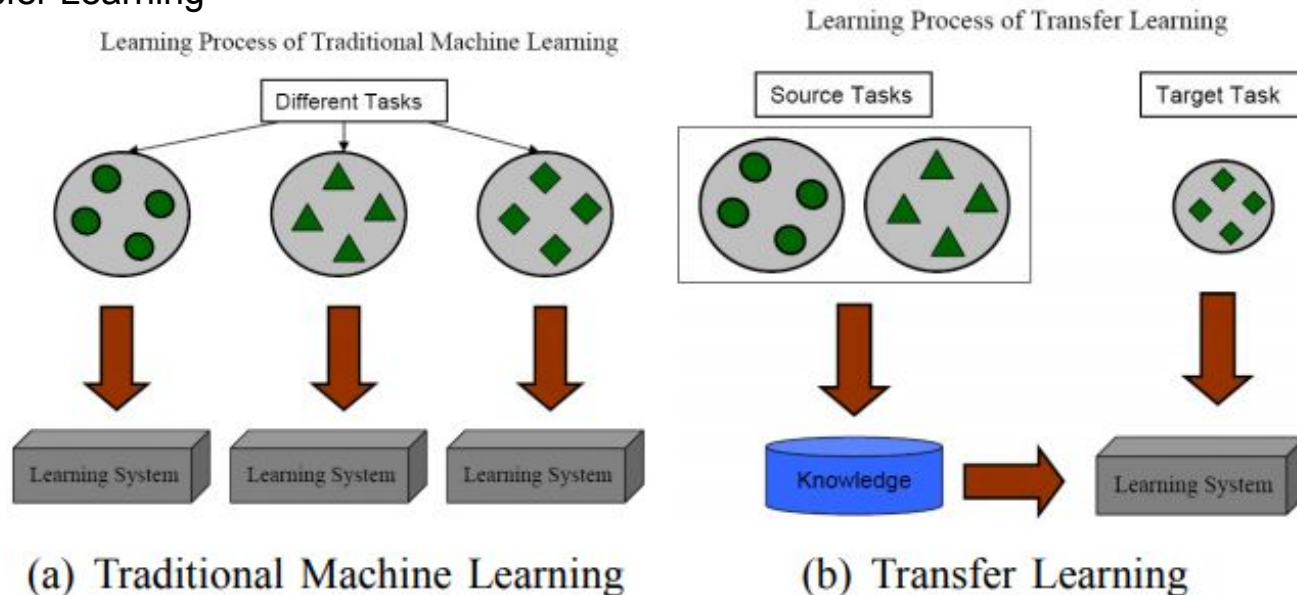 Learning Process of Traditional Machine Learning
Different Tasks
Learning System
Learning System
Learning System
(a) Traditional Machine Learning
Learning Process of Transfer Learning
Source Tasks
Target Task
Knowledge
Learning System
(b) Transfer Learning